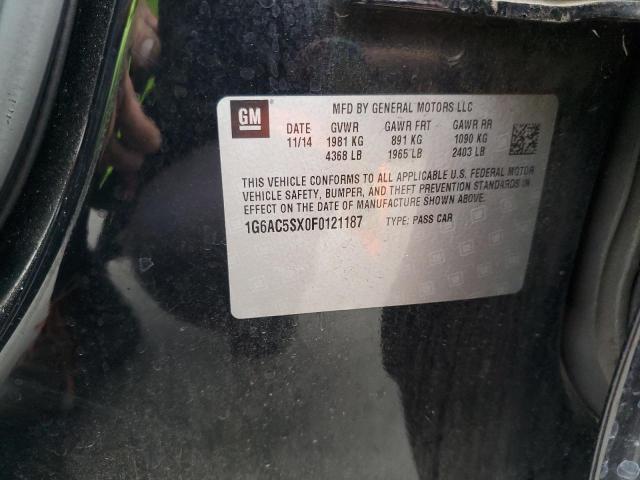 GM
MFD BY GENERAL MOTORS LLC
DATE GVWR GAWR FRT GAWR RR
11/14 1981 KG 891 KG 1090 KG
4368 LB 1965 LB 2403 LB
THIS VEHICLE CONFORMS TO ALL APPLICABLE U.S. FEDERAL MOTOR
VEHICLE SAFETY, BUMPER, AND THEFT PREVENTION STANDARDS IN
EFFECT ON THE DATE OF MANUFACTURE SHOWN ABOVE.
1G6AC5SX0F0121187 TYPE: PASS CAR